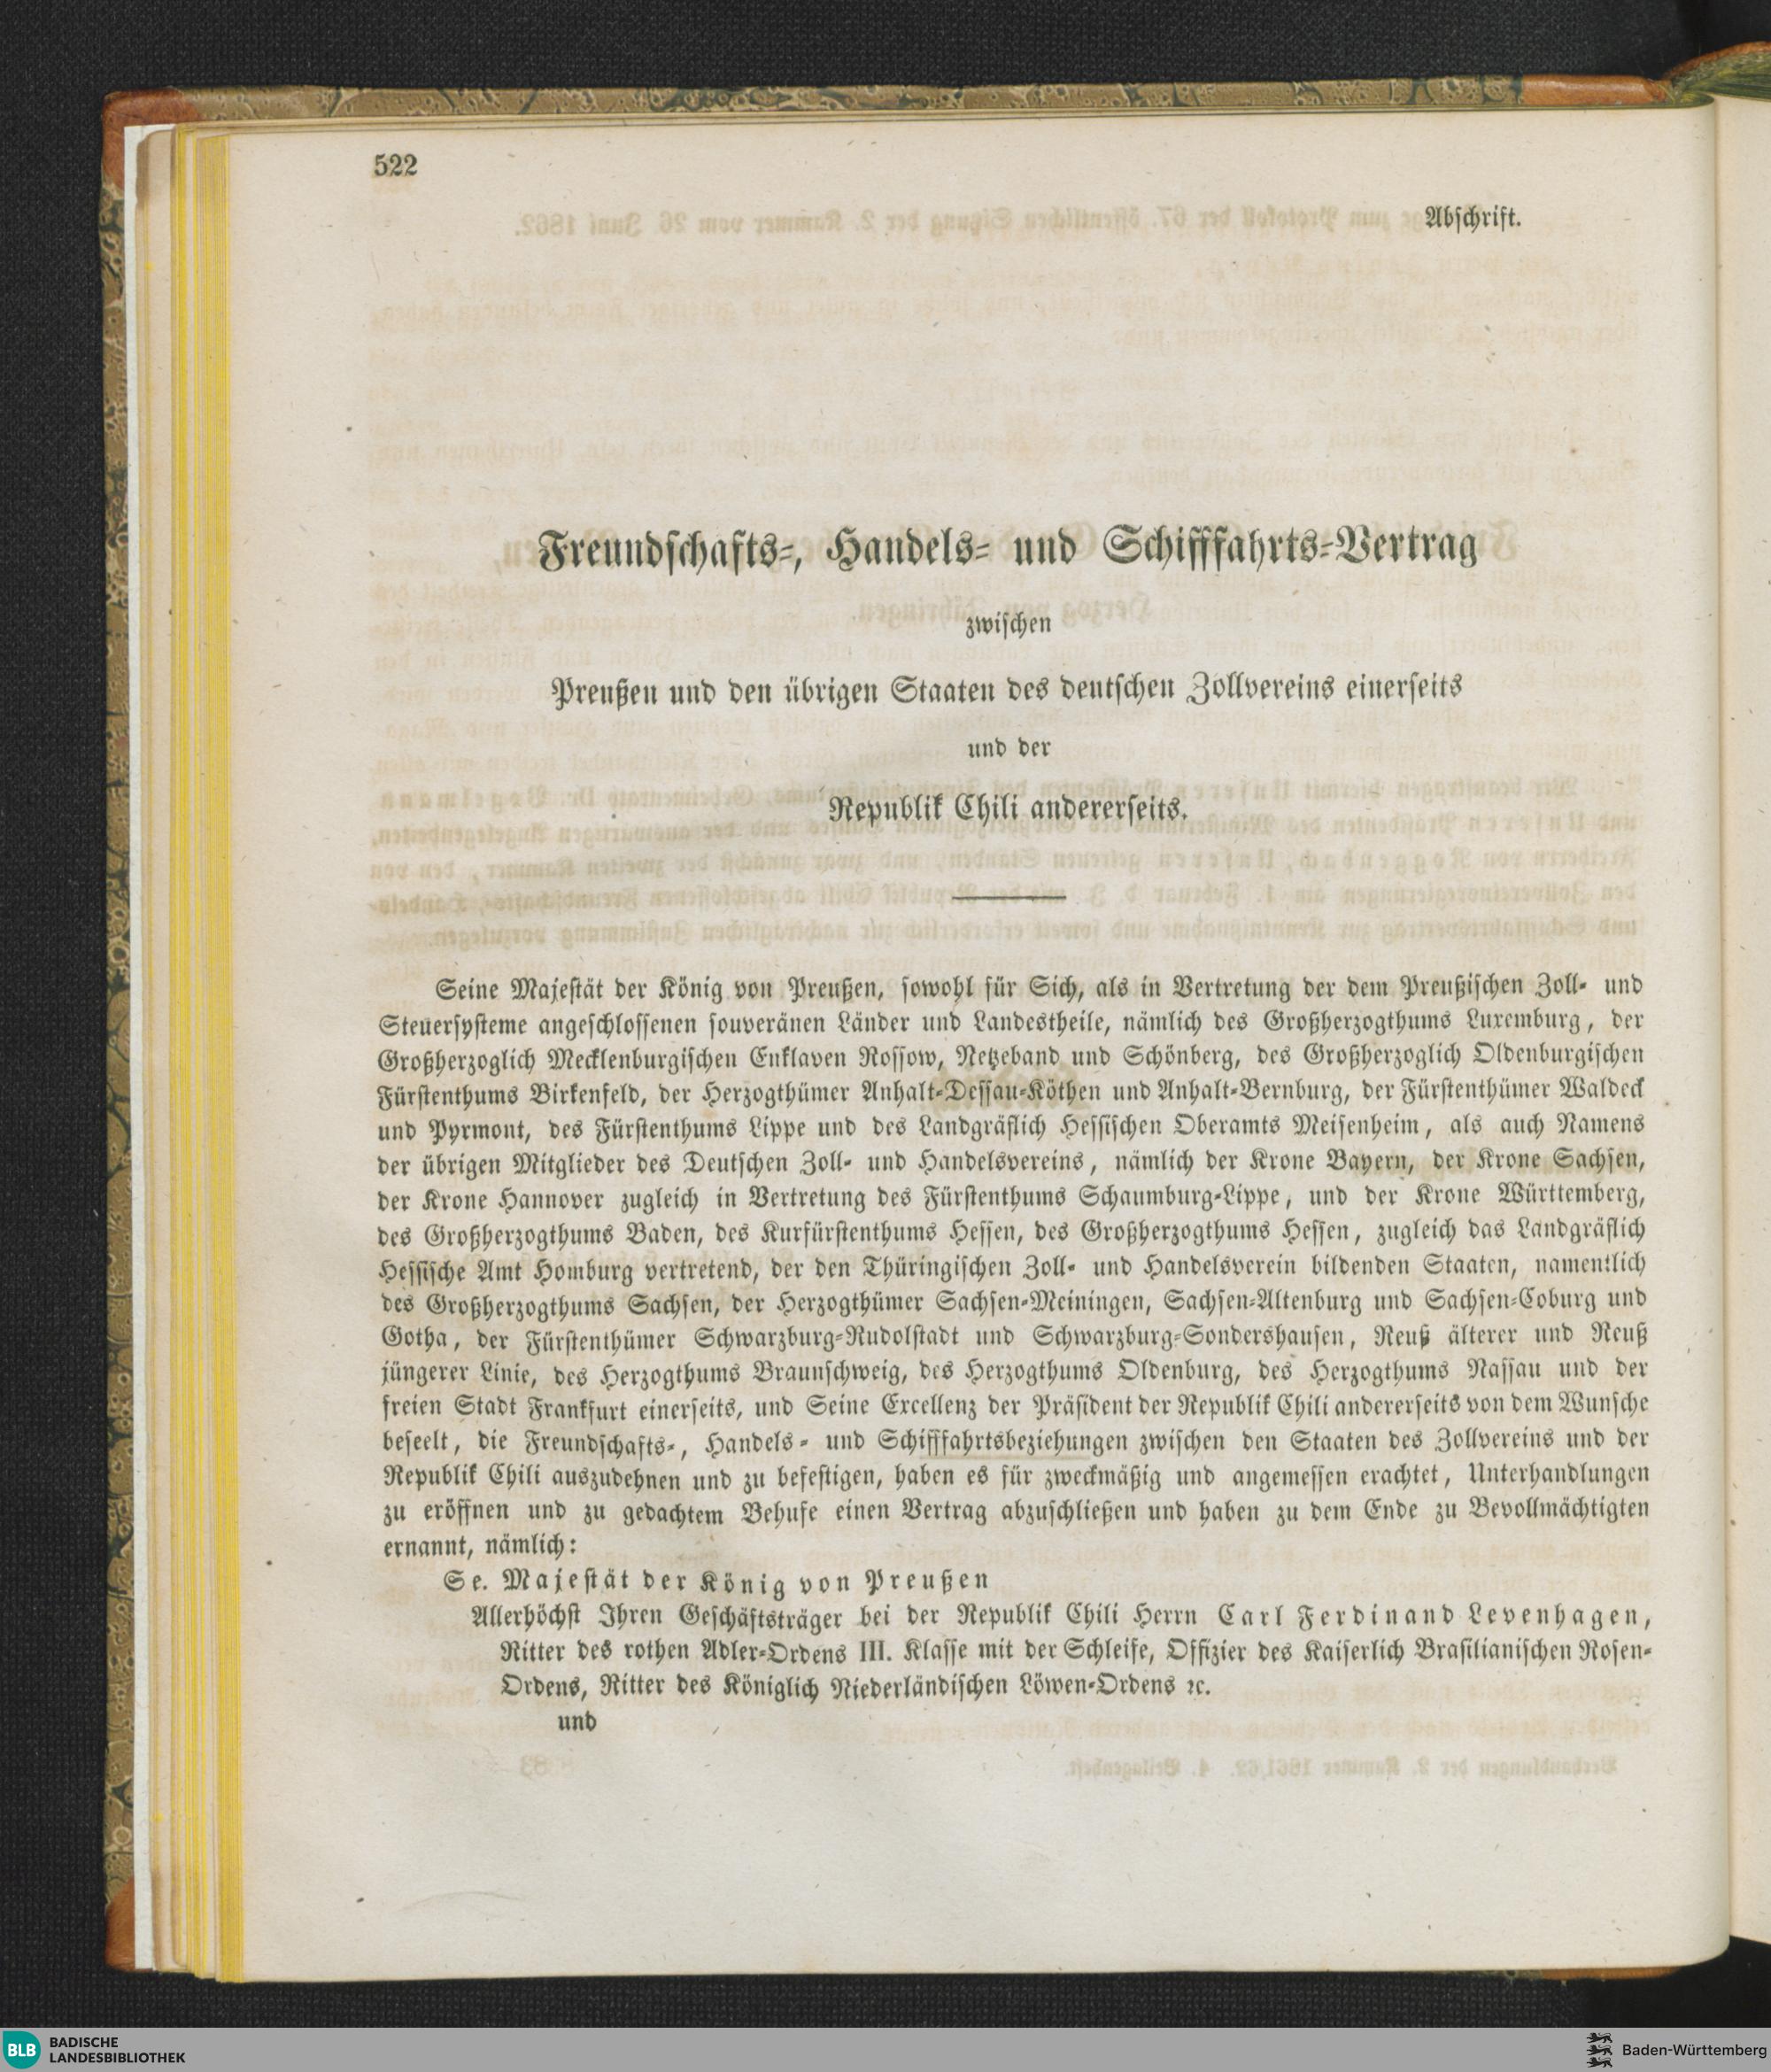 522
Abschrift.
Freundschafts-, Handels- und Schifffahrts-Vertrag
zwischen
Preußen und den übrigen Staaten des deutschen Zollvereins einerseits
und der
Republik Chili andererseits.
Seine Majestät der König von Preußen, sowohl für Sich, als in Vertretung der dem Preußischen Zoll- und
Steuersysteme angeschlossenen souveränen Länder und Landestheile, nämlich des Großherzogthums Luxemburg, der
Großherzoglich Mecklenburgischen Enklaven Rossow, Netzeband und Schönberg, des Großherzoglich Oldenburgischen
Fürstenthums Birkenfeld, der Herzogthümer Anhalt-Dessau-Köthen und Anhalt-Bernburg, der Fürstenthümer Waldeck
und Pyrmont, des Fürstenthums Lippe und des Landgräflich Hessischen Oberamts Meisenheim, als auch Namens
der übrigen Mitglieder des Deutschen Zoll- und Handelsvereins, nämlich der Krone Bayern, der Krone Sachsen,
der Krone Hannover zugleich in Vertretung des Fürstenthums Schaumburg-Lippe, und der Krone Württemberg,
des Großherzogthums Baden, des Kurfürstenthums Hessen, des Großherzogthums Hessen, zugleich das Landgräflich
Hessische Amt Homburg vertretend, der den Thüringischen Zoll- und Handelsverein bildenden Staaten, namentlich
des Großherzogthums Sachsen, der Herzogthümer Sachsen-Meiningen, Sachsen-Altenburg und Sachsen-Coburg und
Gotha, der Fürstenthümer Schwarzburg-Rudolstadt und Schwarzburg-Sondershausen, Reuß älterer und Reuß
jüngerer Linie, des Herzogthums Braunschweig, des Herzogthums Oldenburg, des Herzogthums Nassau und der
freien Stadt Frankfurt einerseits, und Seine Excellenz der Präsident der Republik Chili andererseits von dem Wunsche
beseelt, die Freundschafts-, Handels- und Schifffahrtsbeziehungen zwischen den Staaten des Zollvereins und der
Republik Chili auszudehnen und zu befestigen, haben es für zweckmäßig und angemessen erachtet, Unterhandlungen
zu eröffnen und zu gedachtem Behufe einen Vertrag abzuschließen und haben zu dem Ende zu Bevollmächtigten
ernannt, nämlich:
Se. Majestät der König von Preußen
Allerhöchst Ihren Geschäftsträger bei der Republik Chili Herrn Carl Ferdinand Levenhagen,
Ritter des rothen Adler-Ordens III. Klasse mit der Schleife, Offizier des Kaiserlich Brasilianischen Rosen-
Ordens, Ritter des Königlich Niederländischen Löwen-Ordens ꝛc.
und
BLB BADISCHE
LANDESBIBLIOTHEK
Baden-Württemberg